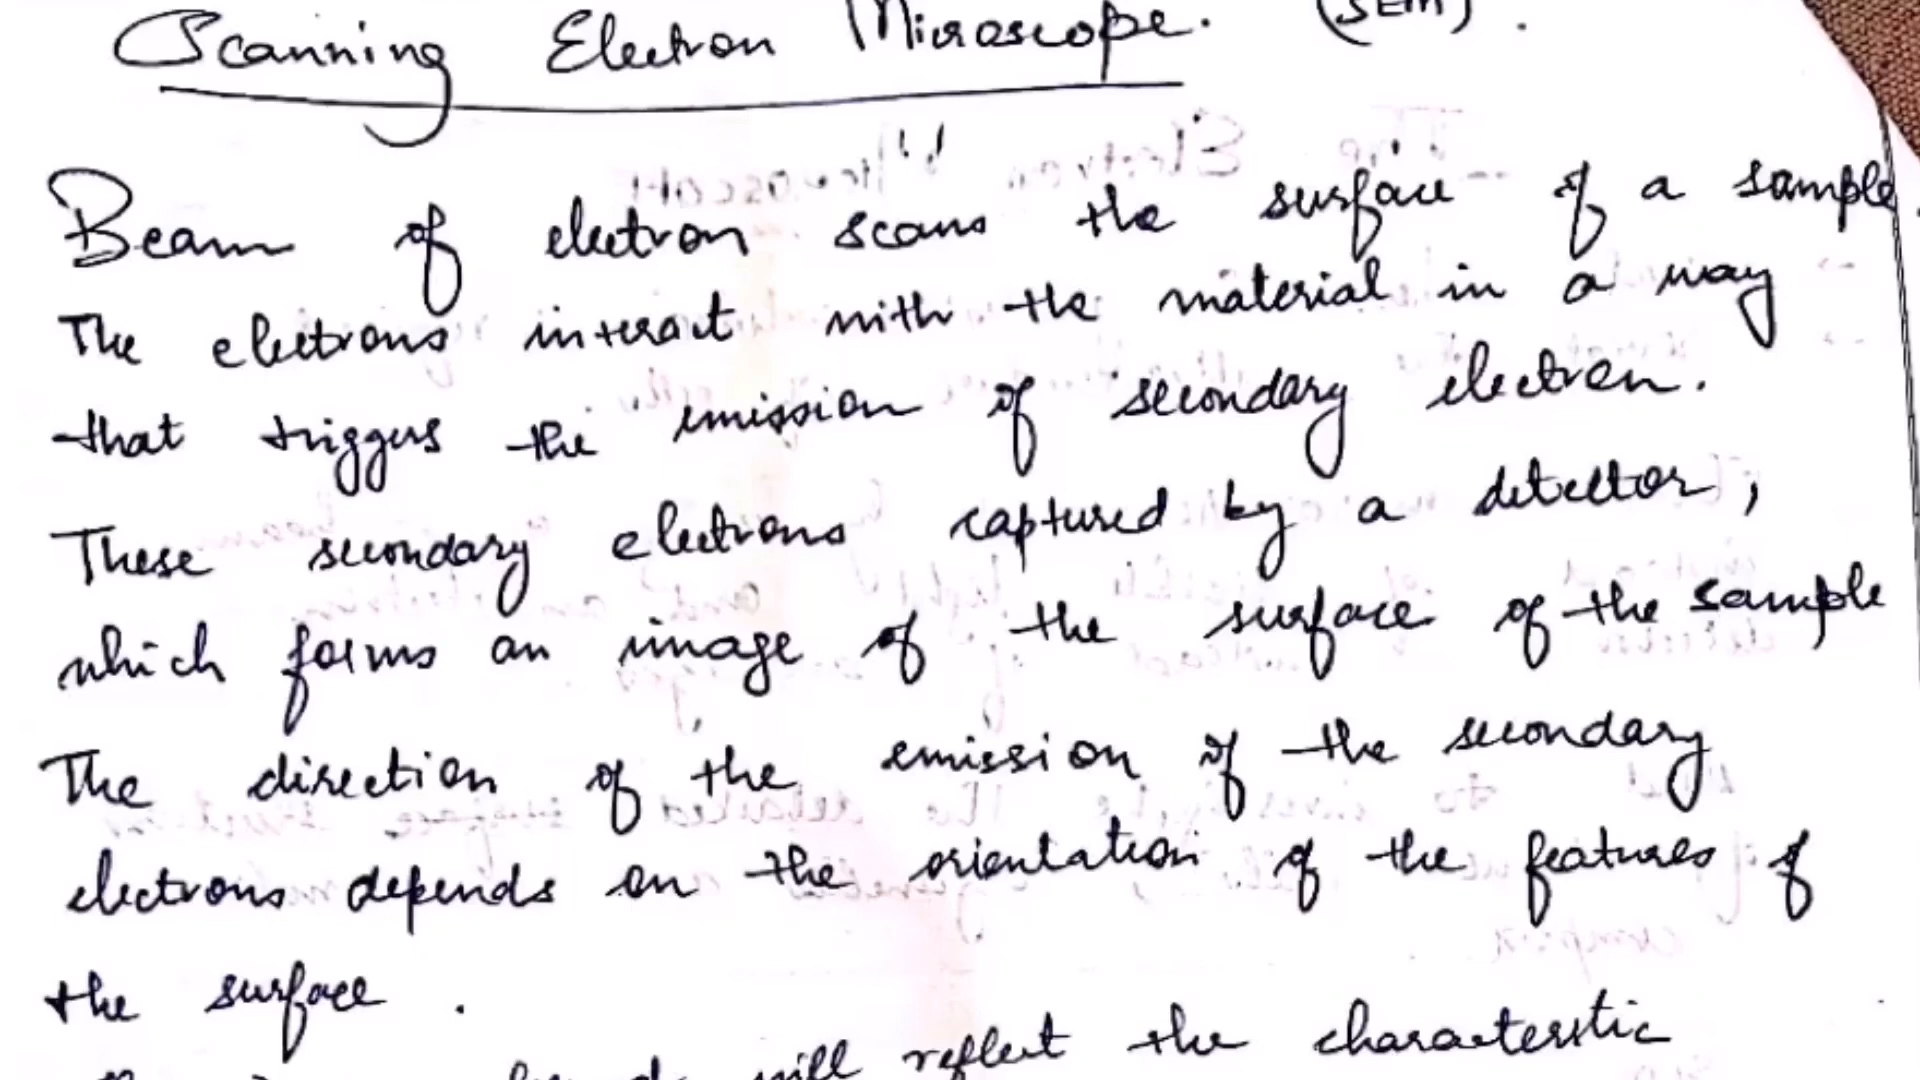 Scanning Electron Microscope. (SEM).
Beam of electron scans the surface of a sample.
The electrons interact with the material in a way
that triggers the emission of secondary electron.
These secondary electrons captured by a detector,
which forms an image of the surface of the sample
The direction of the emission of the secondary
electrons depends on the orientation of the features of
the surface.
will reflect the characterstic